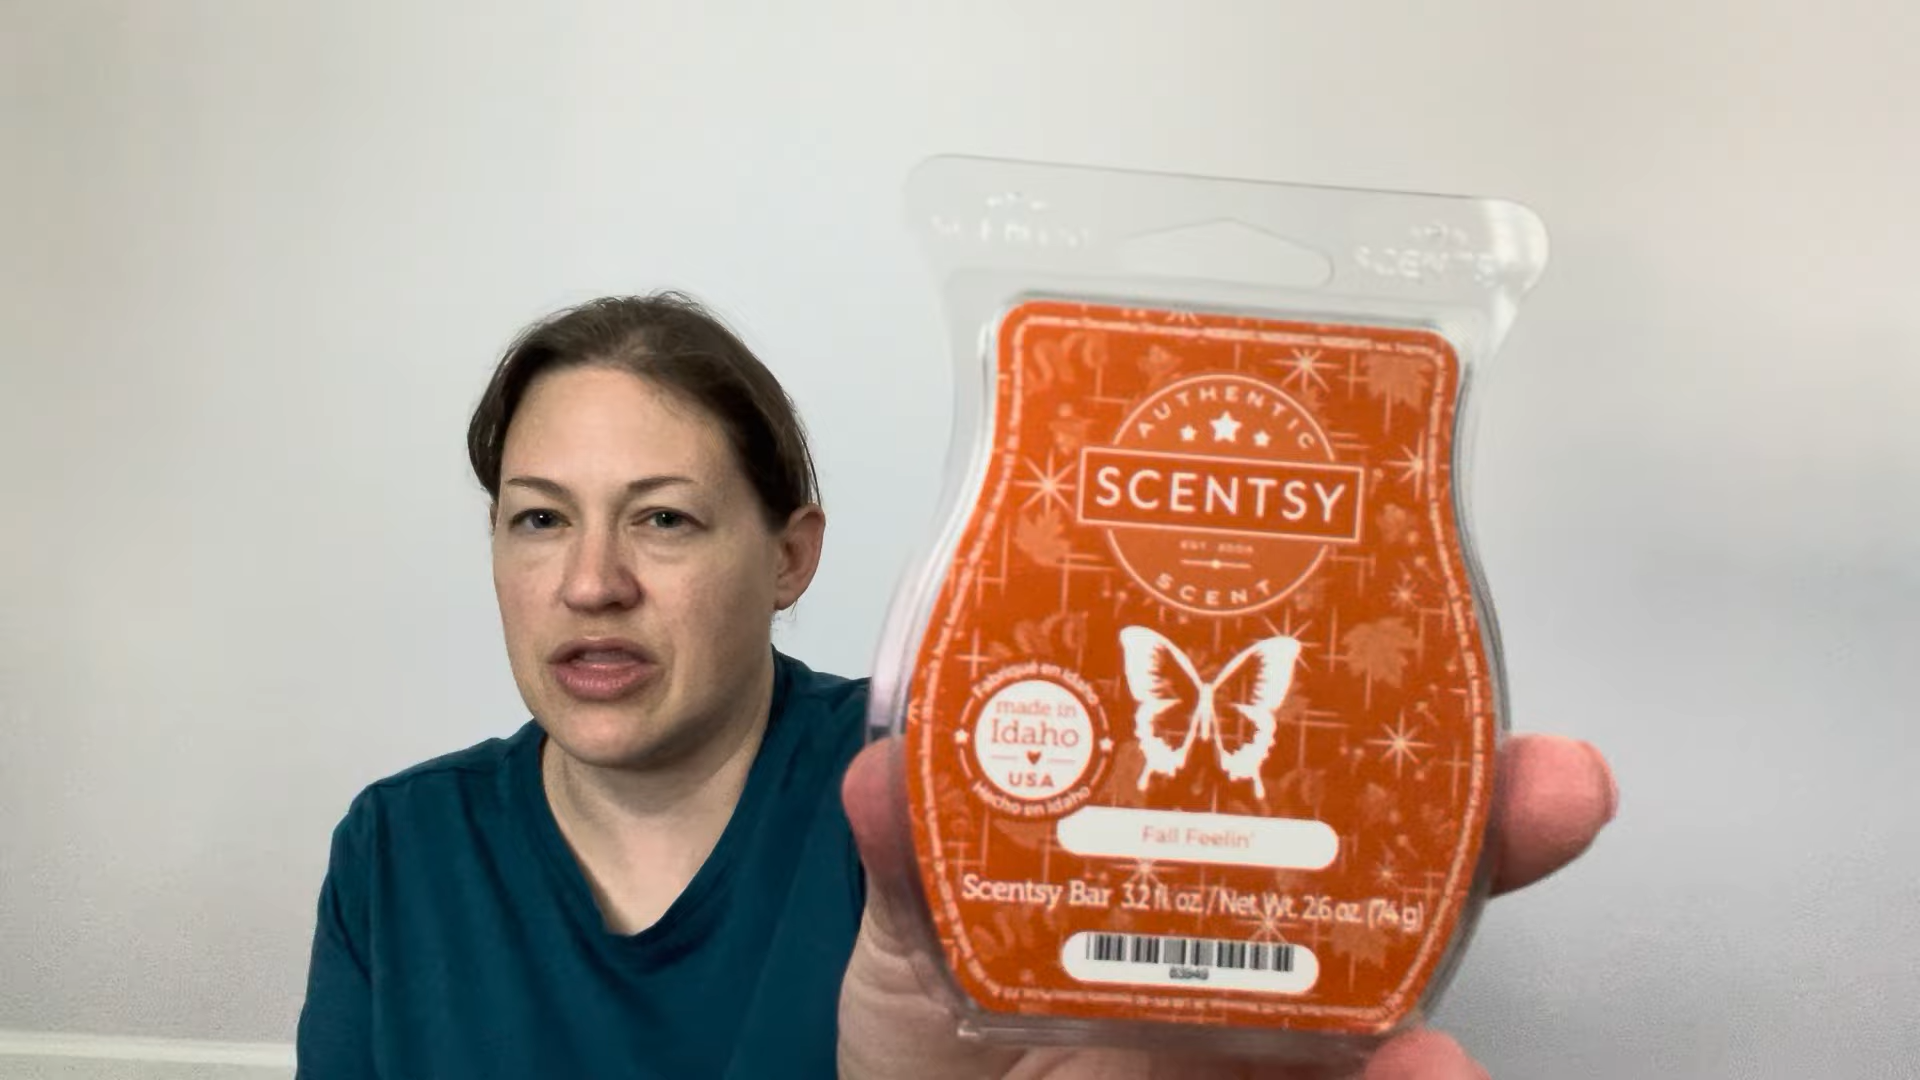 SCENTSY
AUTHENTIC
SCENTSY
EST. 2004
SCENT
Fabriqué en Idaho
made in
Idaho
USA
Hecho en Idaho
Fall Feelin'
Scentsy Bar 3.2 fl. oz. / Net Wt. 2.6 oz. (74 g)